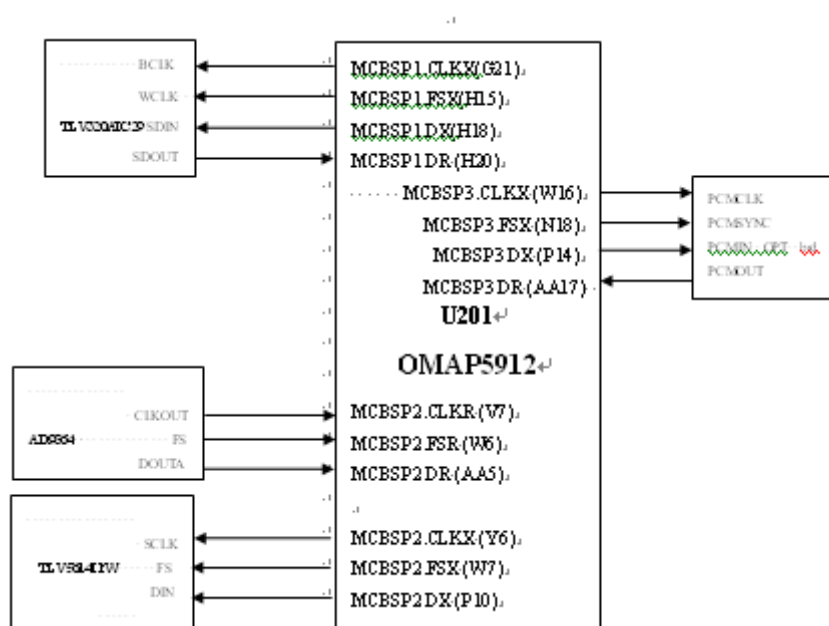 BCLK
WCLK
SDIN
SDOUT
MCBSP1.CLKX(G21)
MCBSP1.FSX(H15)
MCBSP1.DX(H18)
MCBSP1.DR(H20)
MCBSP3.CLKX(W16)
MCBSP3.FSX(N18)
MCBSP3.DX(P14)
MCBSP3.DR(AA17)
U201
OMAP5912
PCMCLK
PCMSYNC
PCMIN
PCMOUT
CLKOUT
FS
DOUTA
MCBSP2.CLKR(V7)
MCBSP2.FSR(W6)
MCBSP2.DR(AA5)
SCLK
FS
DIN
MCBSP2.CLKX(Y6)
MCBSP2.FSX(W7)
MCBSP2.DX(P10)